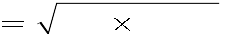 = √ ×